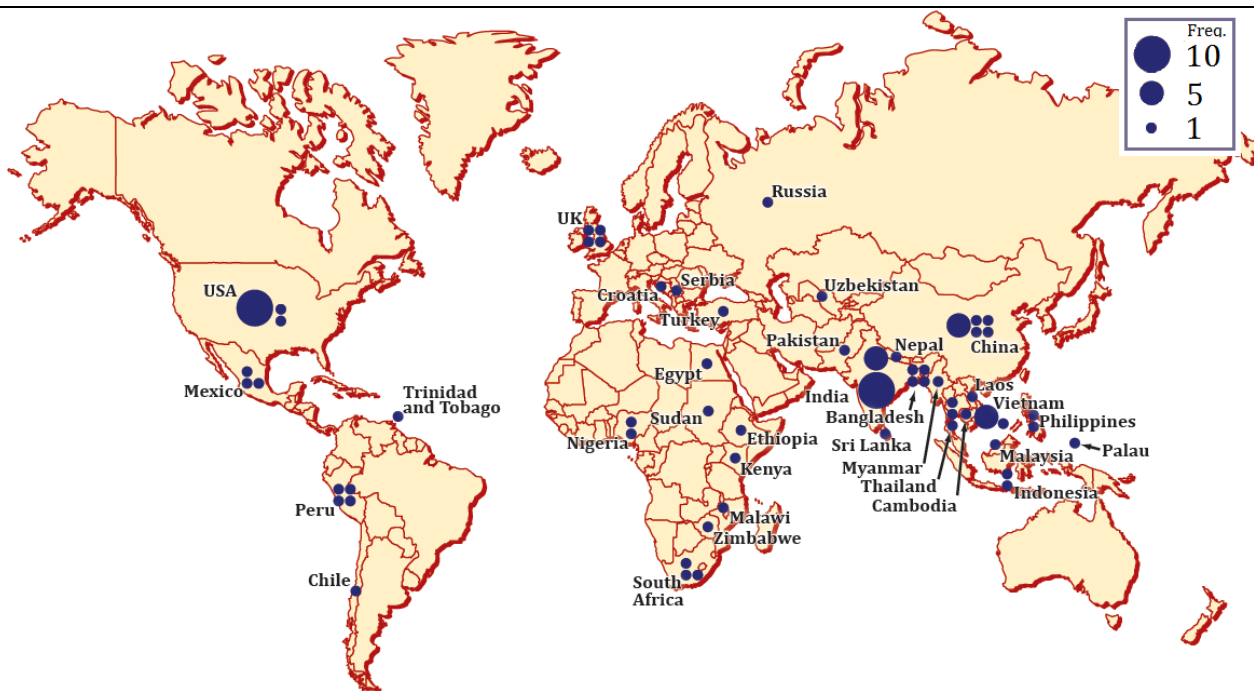 Freq.
10
5
1
Russia
UK
USA
Croatia
Serbia
Uzbekistan
Turkey
Pakistan
Nepal
China
Egypt
Mexico
Trinidad
and Tobago
India
Laos
Bangladesh
Vietnam
Sudan
Philippines
Nigeria
Ethiopia
Sri Lanka
Kenya
Myanmar
Malaysia
Palau
Thailand
Indonesia
Cambodia
Peru
Malawi
Zimbabwe
Chile
South
Africa